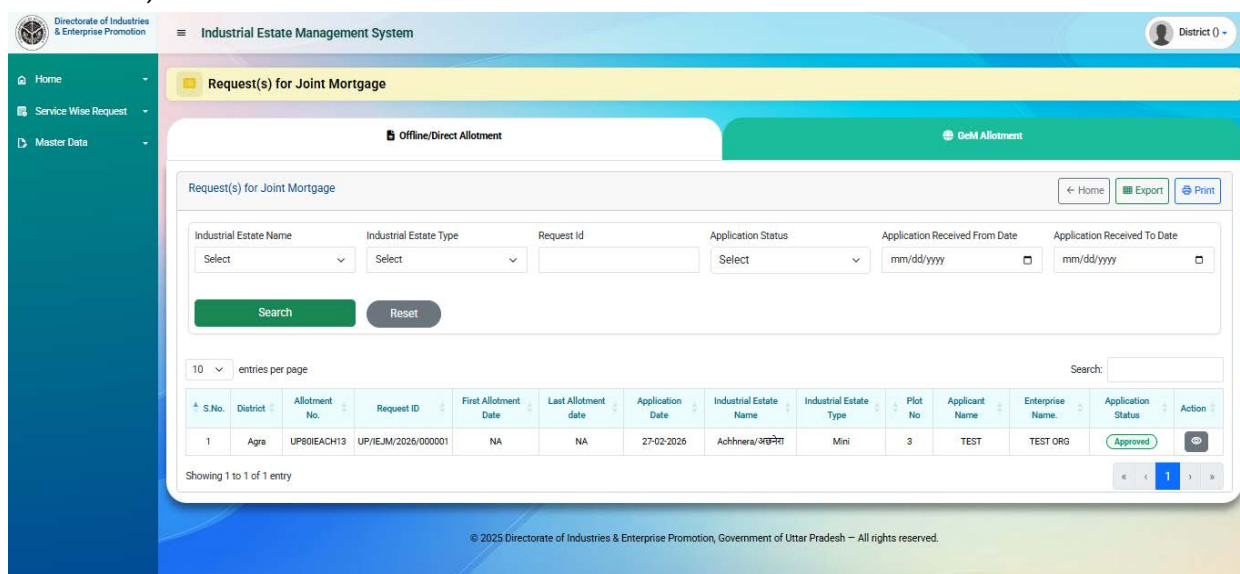 Directorate of Industries
& Enterprise Promotion
Industrial Estate Management System
District ()
Home
Service Wise Request
Master Data
Request(s) for Joint Mortgage
Offline/Direct Allotment
GeM Allotment
Request(s) for Joint Mortgage
Home
Export
Print
Industrial Estate Name Industrial Estate Type Request Id Application Status Application Received From Date Application Received To Date
Select Select Select mm/dd/yyyy mm/dd/yyyy
Search Reset
10 entries per page Search:
S.No. District Allotment No. Request ID First Allotment Date Last Allotment date Application Date Industrial Estate Name Industrial Estate Type Plot No Applicant Name Enterprise Name. Application Status Action
1 Agra UP80IEACH13 UP/IEJM/2026/000001 NA NA 27-02-2026 Achhnera/अछनेरा Mini 3 TEST TEST ORG Approved
Showing 1 to 1 of 1 entry
« ‹ 1 › »
© 2025 Directorate of Industries & Enterprise Promotion, Government of Uttar Pradesh — All rights reserved.